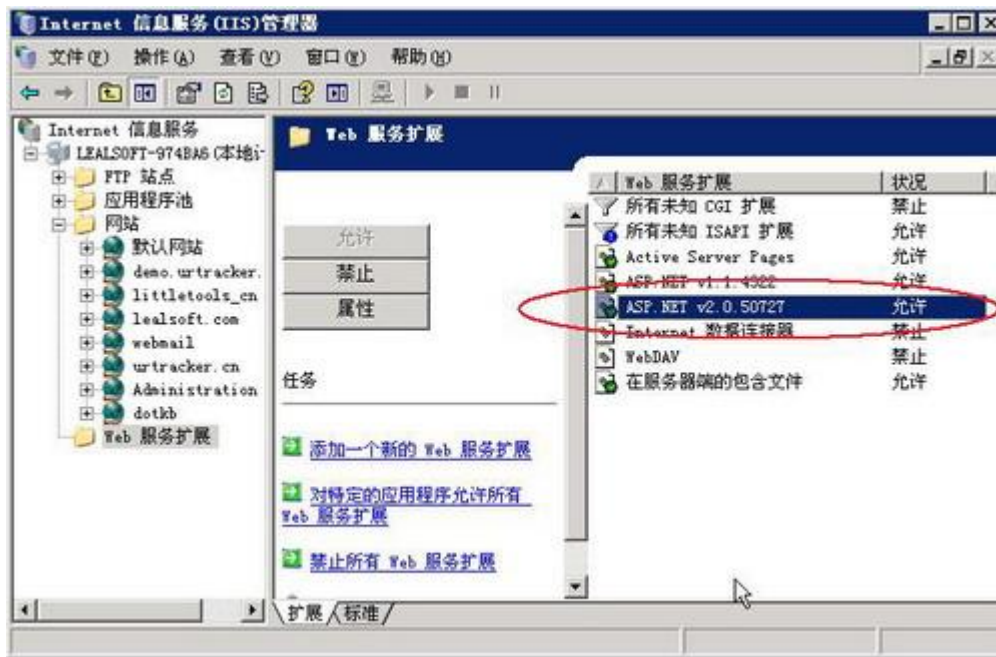 Internet 信息服务(IIS)管理器
文件(F) 操作(A) 查看(V) 窗口(W) 帮助(H)
Internet 信息服务
LEALSOFT-974BA6(本地计
FTP 站点
应用程序池
网站
默认网站
demo.urtracker.
littletools_cn
lealsoft.com
webmail
urtracker.cn
Administration
dotkb
Web 服务扩展
Web 服务扩展
允许
禁止
属性
任务
添加一个新的 Web 服务扩展
对特定的应用程序允许所有
Web 服务扩展
禁止所有 Web 服务扩展
Web 服务扩展 状况
所有未知 CGI 扩展 禁止
所有未知 ISAPI 扩展 允许
Active Server Pages 允许
ASP.NET v1.1.4322 允许
ASP.NET v2.0.50727 允许
Internet 数据连接器 禁止
WebDAV 禁止
在服务器端的包含文件 允许
扩展 标准